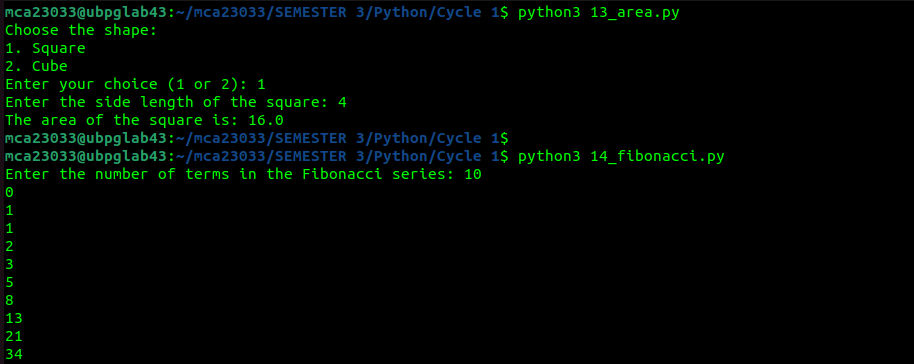 mca23033@ubpglab43:~/mca23033/SEMESTER 3/Python/Cycle 1$ python3 13_area.py
Choose the shape:
1. Square
2. Cube
Enter your choice (1 or 2): 1
Enter the side length of the square: 4
The area of the square is: 16.0
mca23033@ubpglab43:~/mca23033/SEMESTER 3/Python/Cycle 1$
mca23033@ubpglab43:~/mca23033/SEMESTER 3/Python/Cycle 1$ python3 14_fibonacci.py
Enter the number of terms in the Fibonacci series: 10
0
1
1
2
3
5
8
13
21
34